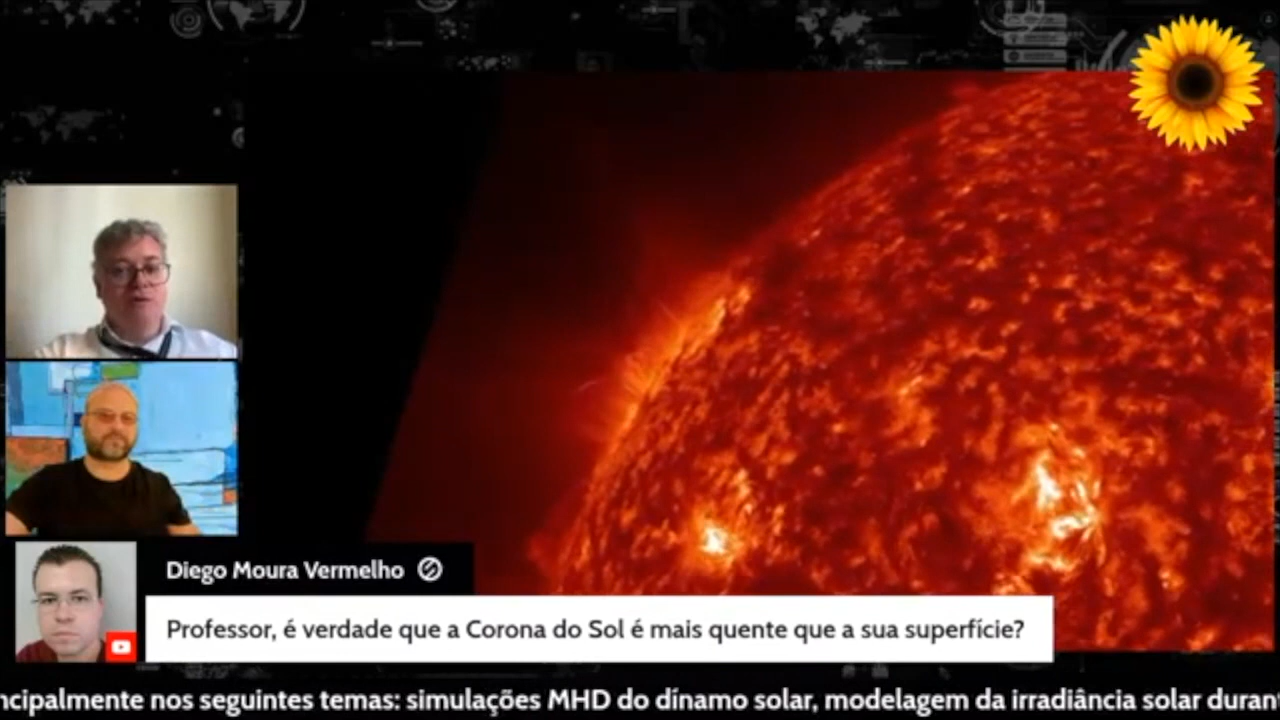 Diego Moura Vermelho
Professor, é verdade que a Corona do Sol é mais quente que a sua superfície?
ncipalmente nos seguintes temas: simulações MHD do dínamo solar, modelagem da irradiância solar duran